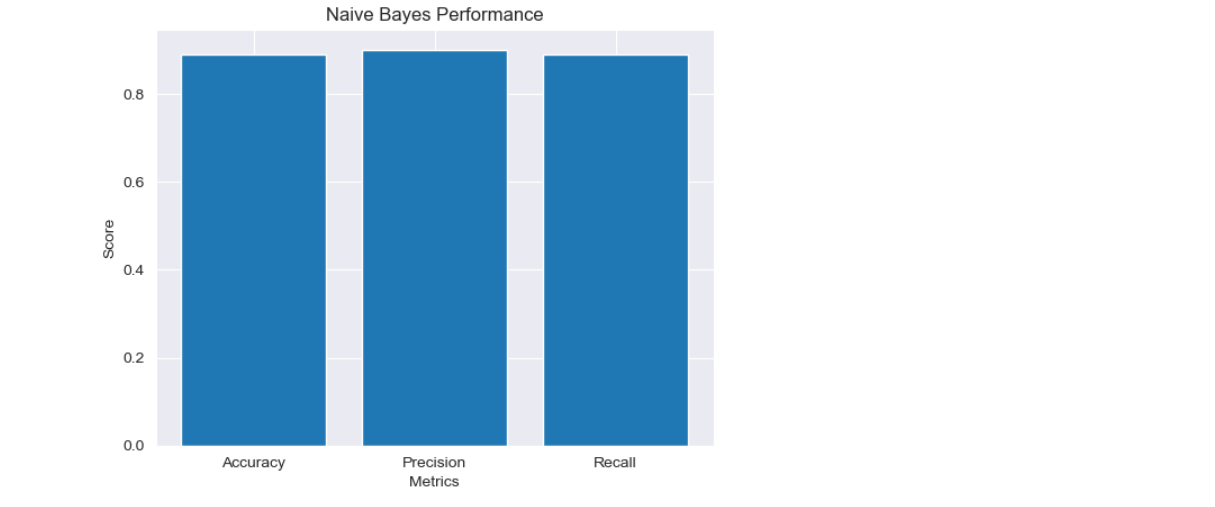 Naive Bayes Performance
0.8
0.6
0.4
0.2
0.0
Score
Accuracy Precision Recall
Metrics